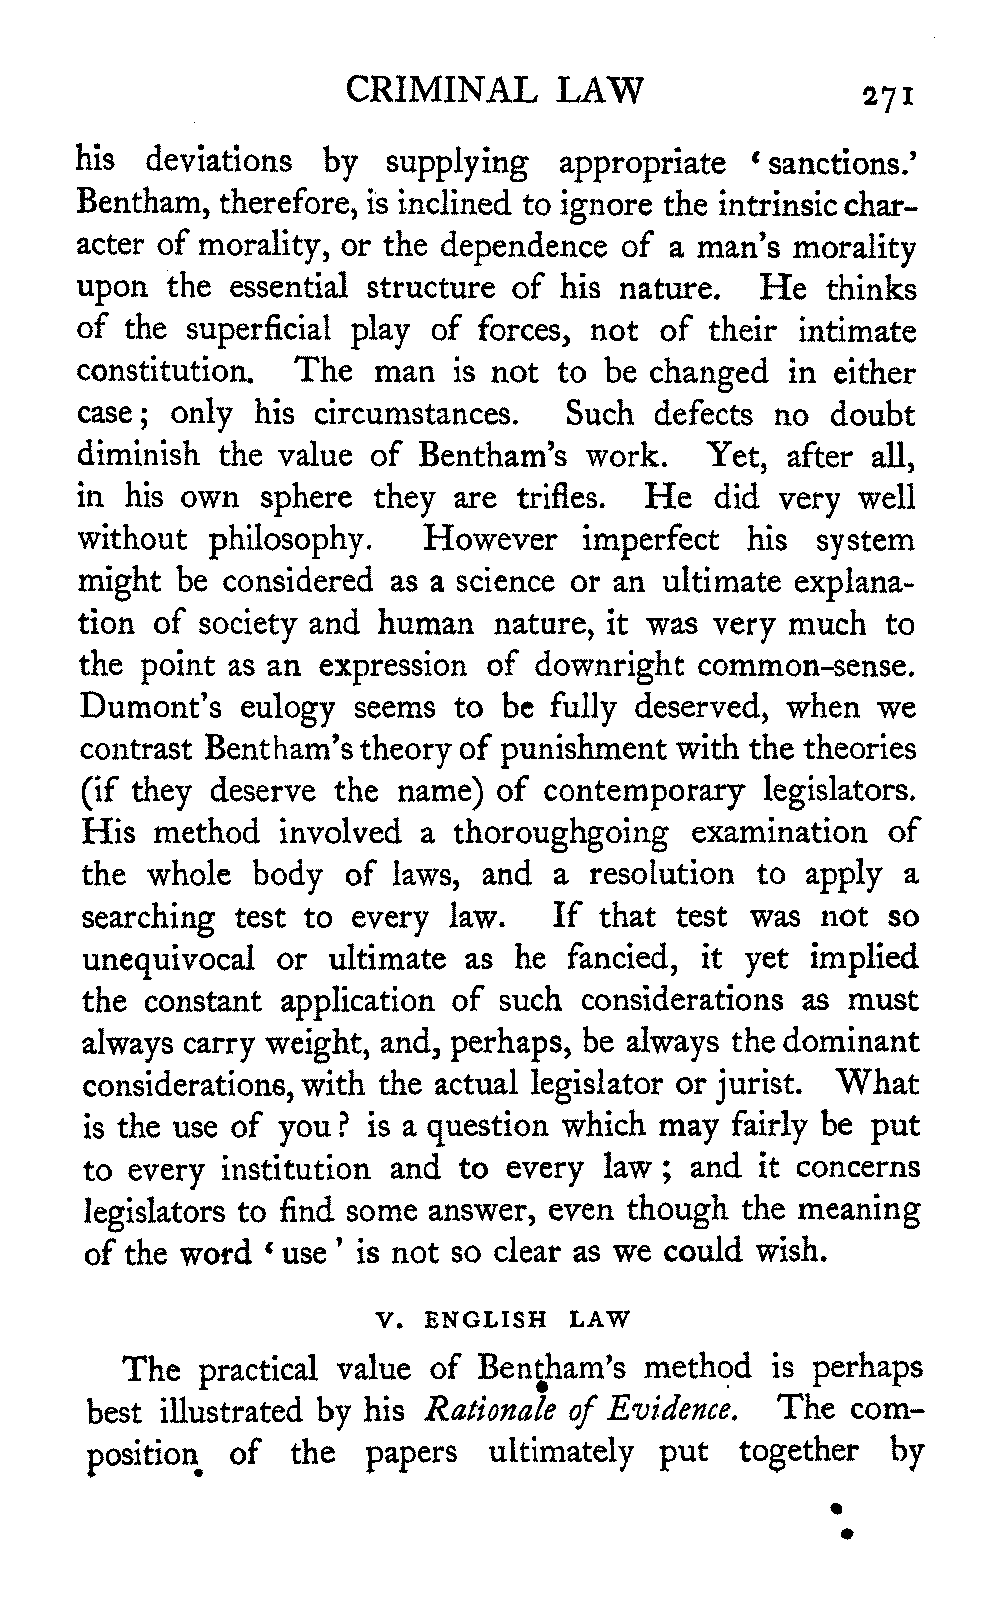 CRIMINAL LAW 271
his deviations by supplying appropriate ‘sanctions.’
Bentham, therefore, is inclined to ignore the intrinsic char-
acter of morality, or the dependence of a man’s morality
upon the essential structure of his nature. He thinks
of the superficial play of forces, not of their intimate
constitution. The man is not to be changed in either
case; only his circumstances. Such defects no doubt
diminish the value of Bentham’s work. Yet, after all,
in his own sphere they are trifles. He did very well
without philosophy. However imperfect his system
might be considered as a science or an ultimate explana-
tion of society and human nature, it was very much to
the point as an expression of downright common-sense.
Dumont’s eulogy seems to be fully deserved, when we
contrast Bentham’s theory of punishment with the theories
(if they deserve the name) of contemporary legislators.
His method involved a thoroughgoing examination of
the whole body of laws, and a resolution to apply a
searching test to every law. If that test was not so
unequivocal or ultimate as he fancied, it yet implied
the constant application of such considerations as must
always carry weight, and, perhaps, be always the dominant
considerations, with the actual legislator or jurist. What
is the use of you? is a question which may fairly be put
to every institution and to every law; and it concerns
legislators to find some answer, even though the meaning
of the word ‘use’ is not so clear as we could wish.
V. ENGLISH LAW
The practical value of Bentham’s method is perhaps
best illustrated by his Rationale of Evidence. The com-
position of the papers ultimately put together by